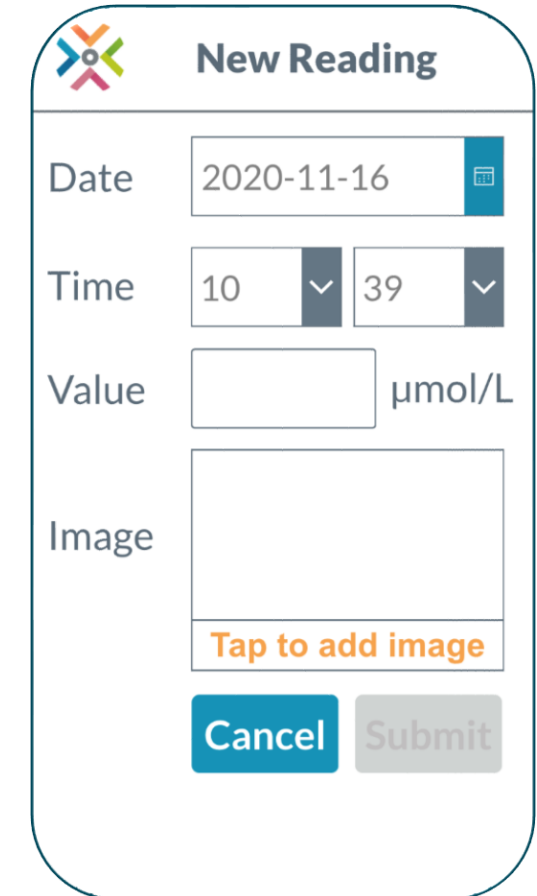 New Reading
Date 2020-11-16
Time 10 39
Value µmol/L
Image
Tap to add image
Cancel Submit